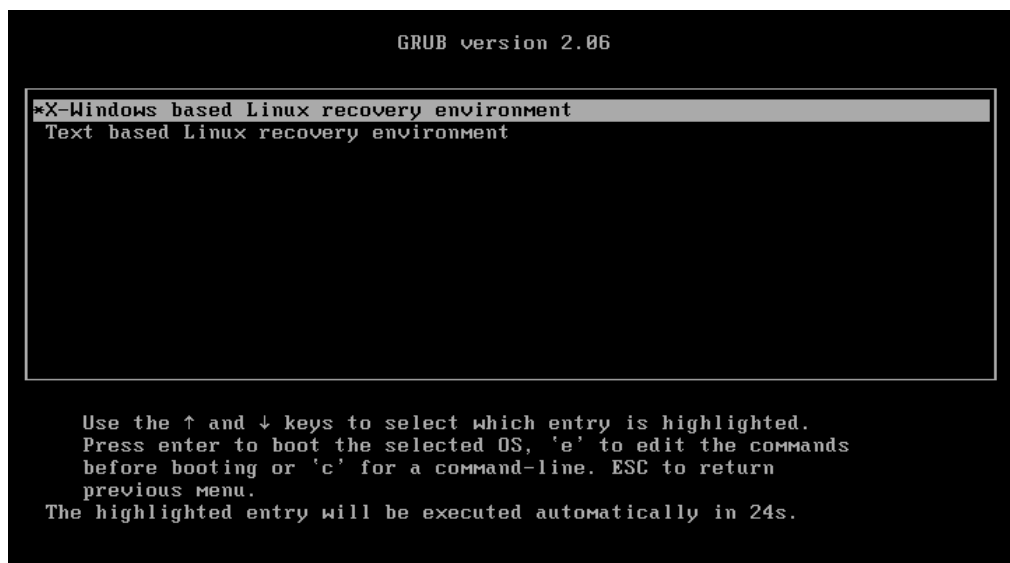 GRUB version 2.06
*X-Windows based Linux recovery environment
Text based Linux recovery environment
Use the ↑ and ↓ keys to select which entry is highlighted.
Press enter to boot the selected OS, `e' to edit the commands
before booting or `c' for a command-line. ESC to return
previous menu.
The highlighted entry will be executed automatically in 24s.